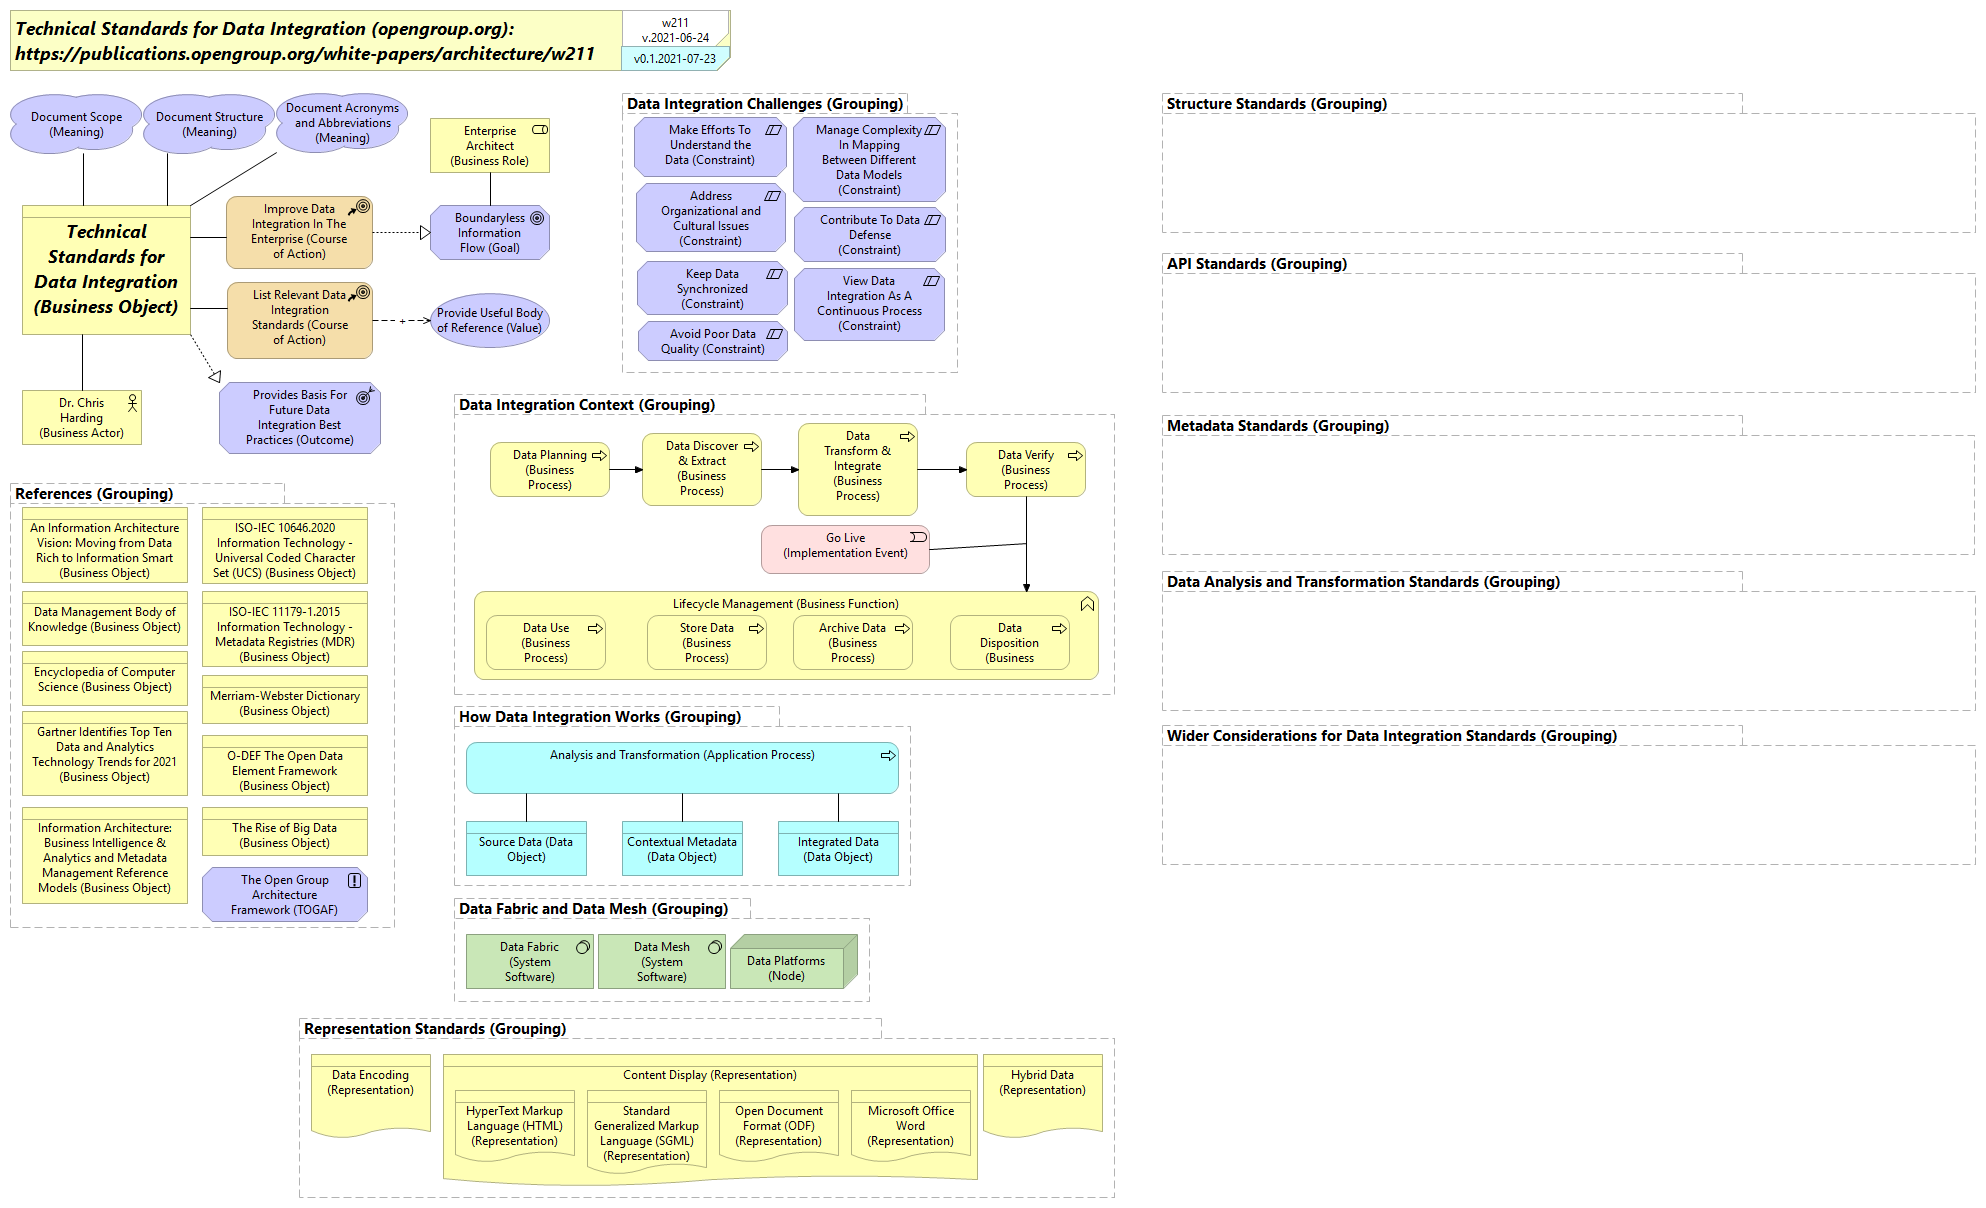 Technical Standards for Data Integration (opengroup.org):
https://publications.opengroup.org/white-papers/architecture/w211
w211
v.2021-06-24
v0.1.2021-07-23
Document Scope
(Meaning)
Document Structure
(Meaning)
Document Acronyms
and Abbreviations
(Meaning)
Enterprise
Architect
(Business Role)
Technical
Standards for
Data Integration
(Business Object)
Improve Data
Integration In The
Enterprise (Course
of Action)
Boundaryless
Information
Flow (Goal)
List Relevant Data
Integration
Standards (Course
of Action)
+
Provide Useful Body
of Reference (Value)
Dr. Chris
Harding
(Business Actor)
Provides Basis For
Future Data
Integration Best
Practices (Outcome)
References (Grouping)
An Information Architecture
Vision: Moving from Data
Rich to Information Smart
(Business Object)
Data Management Body of
Knowledge (Business Object)
Encyclopedia of Computer
Science (Business Object)
Gartner Identifies Top Ten
Data and Analytics
Technology Trends for 2021
(Business Object)
Information Architecture:
Business Intelligence &
Analytics and Metadata
Management Reference
Models (Business Object)
ISO-IEC 10646.2020
Information Technology -
Universal Coded Character
Set (UCS) (Business Object)
ISO-IEC 11179-1.2015
Information Technology -
Metadata Registries (MDR)
(Business Object)
Merriam-Webster Dictionary
(Business Object)
O-DEF The Open Data
Element Framework
(Business Object)
The Rise of Big Data
(Business Object)
The Open Group
Architecture
Framework (TOGAF)
Data Integration Challenges (Grouping)
Make Efforts To
Understand the
Data (Constraint)
Address
Organizational and
Cultural Issues
(Constraint)
Keep Data
Synchronized
(Constraint)
Avoid Poor Data
Quality (Constraint)
Manage Complexity
In Mapping
Between Different
Data Models
(Constraint)
Contribute To Data
Defense
(Constraint)
View Data
Integration As A
Continuous Process
(Constraint)
Data Integration Context (Grouping)
Data Planning
(Business
Process)
Data Discover
& Extract
(Business
Process)
Data
Transform &
Integrate
(Business
Process)
Data Verify
(Business
Process)
Go Live
(Implementation Event)
Lifecycle Management (Business Function)
Data Use
(Business
Process)
Store Data
(Business
Process)
Archive Data
(Business
Process)
Data
Disposition
(Business
How Data Integration Works (Grouping)
Analysis and Transformation (Application Process)
Source Data (Data
Object)
Contextual Metadata
(Data Object)
Integrated Data
(Data Object)
Data Fabric and Data Mesh (Grouping)
Data Fabric
(System
Software)
Data Mesh
(System
Software)
Data Platforms
(Node)
Representation Standards (Grouping)
Data Encoding
(Representation)
Content Display (Representation)
HyperText Markup
Language (HTML)
(Representation)
Standard
Generalized Markup
Language (SGML)
(Representation)
Open Document
Format (ODF)
(Representation)
Microsoft Office
Word
(Representation)
Hybrid Data
(Representation)
Structure Standards (Grouping)
API Standards (Grouping)
Metadata Standards (Grouping)
Data Analysis and Transformation Standards (Grouping)
Wider Considerations for Data Integration Standards (Grouping)